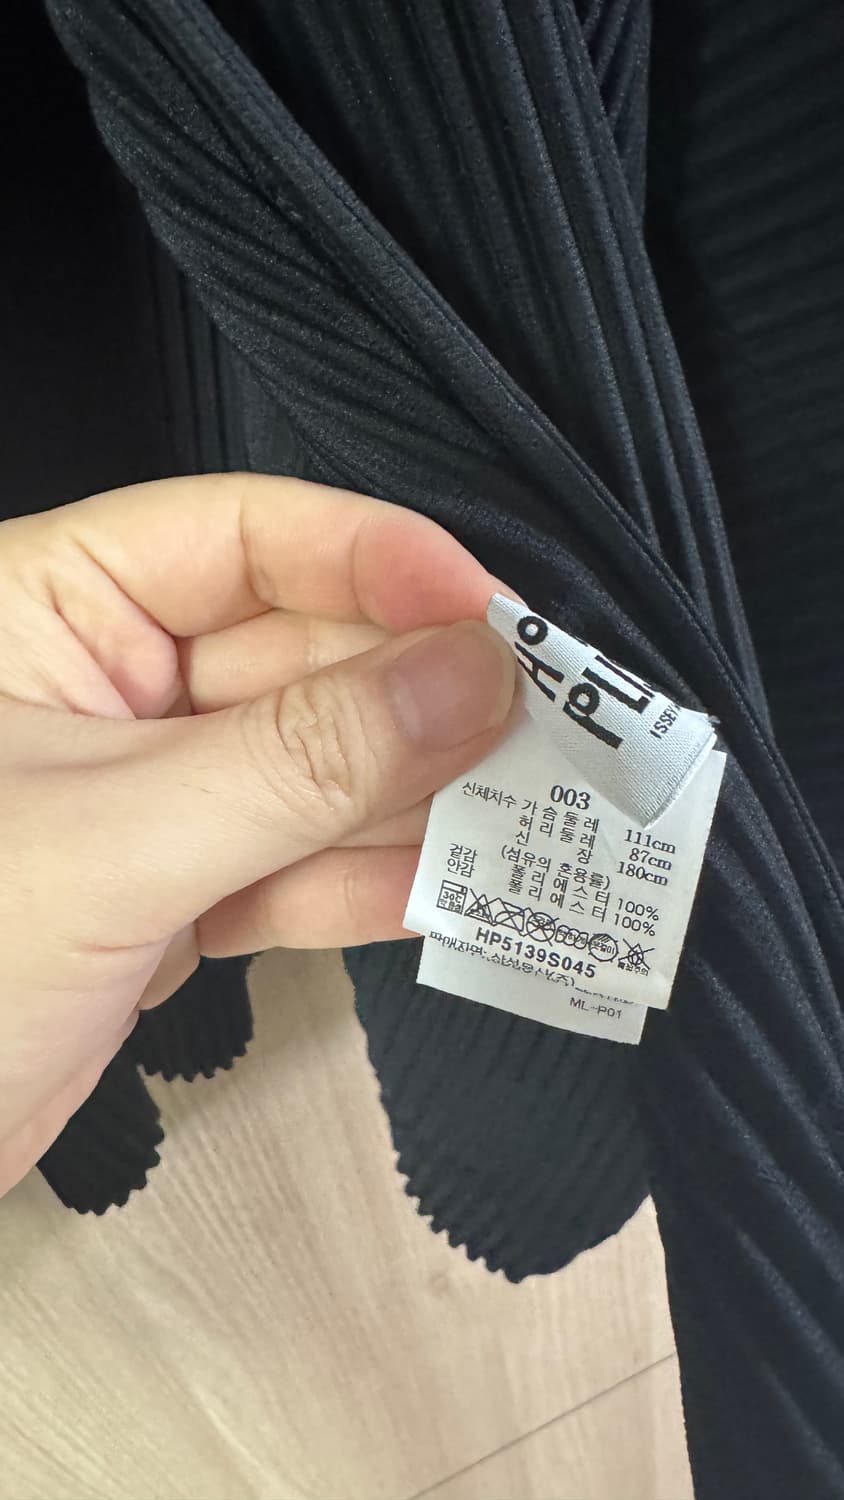 ISSEY
003
신체치수 가슴둘레 111cm
허리둘레 87cm
신장 180cm
(섬유의 혼용률)
겉감 폴리에스터 100%
안감 폴리에스터 100%
30℃
HP5139S045
ML-P01